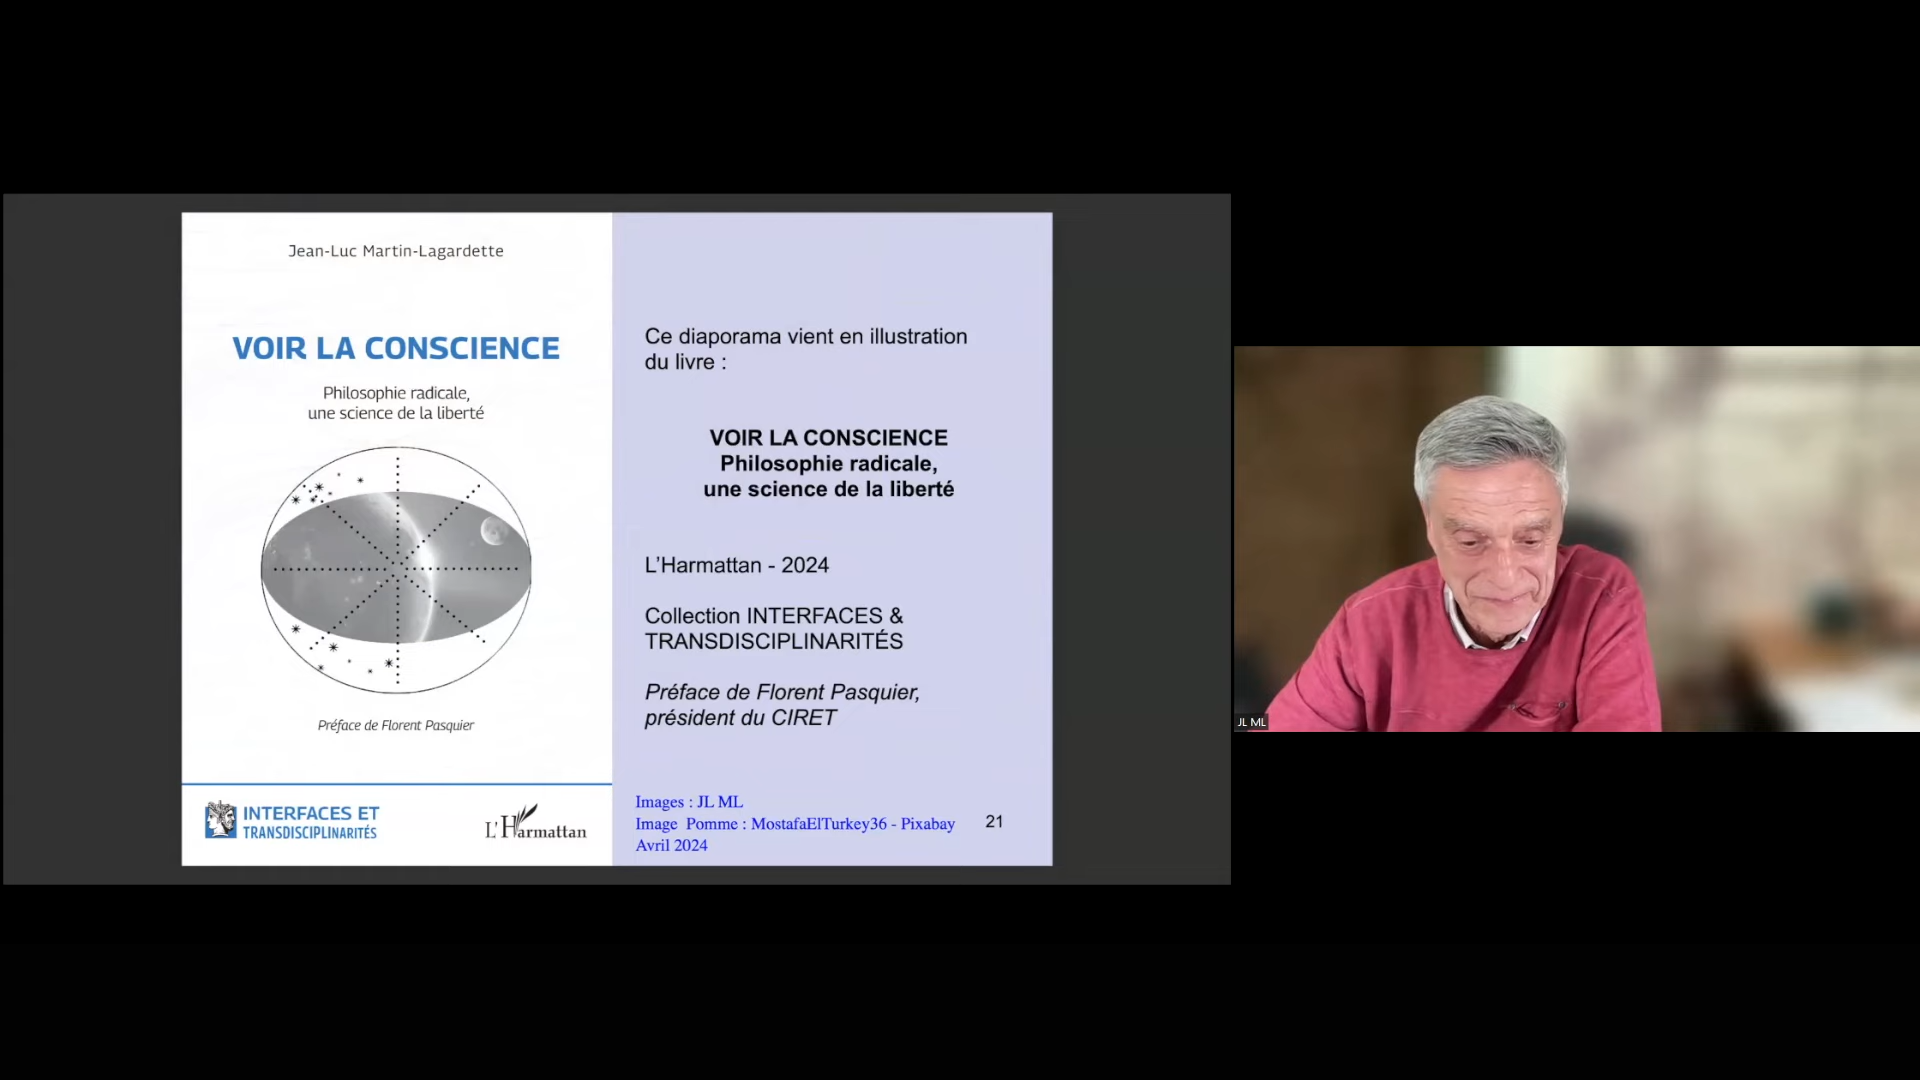 Jean-Luc Martin-Lagardette
VOIR LA CONSCIENCE
Philosophie radicale,
une science de la liberté
Préface de Florent Pasquier
INTERFACES ET
TRANSDISCIPLINARITÉS
L'Harmattan
Ce diaporama vient en illustration
du livre :
VOIR LA CONSCIENCE
Philosophie radicale,
une science de la liberté
L'Harmattan - 2024
Collection INTERFACES &
TRANSDISCIPLINARITÉS
Préface de Florent Pasquier,
président du CIRET
Images : JL ML
Image Pomme : MostafaElTurkey36 - Pixabay
Avril 2024
21
JL ML